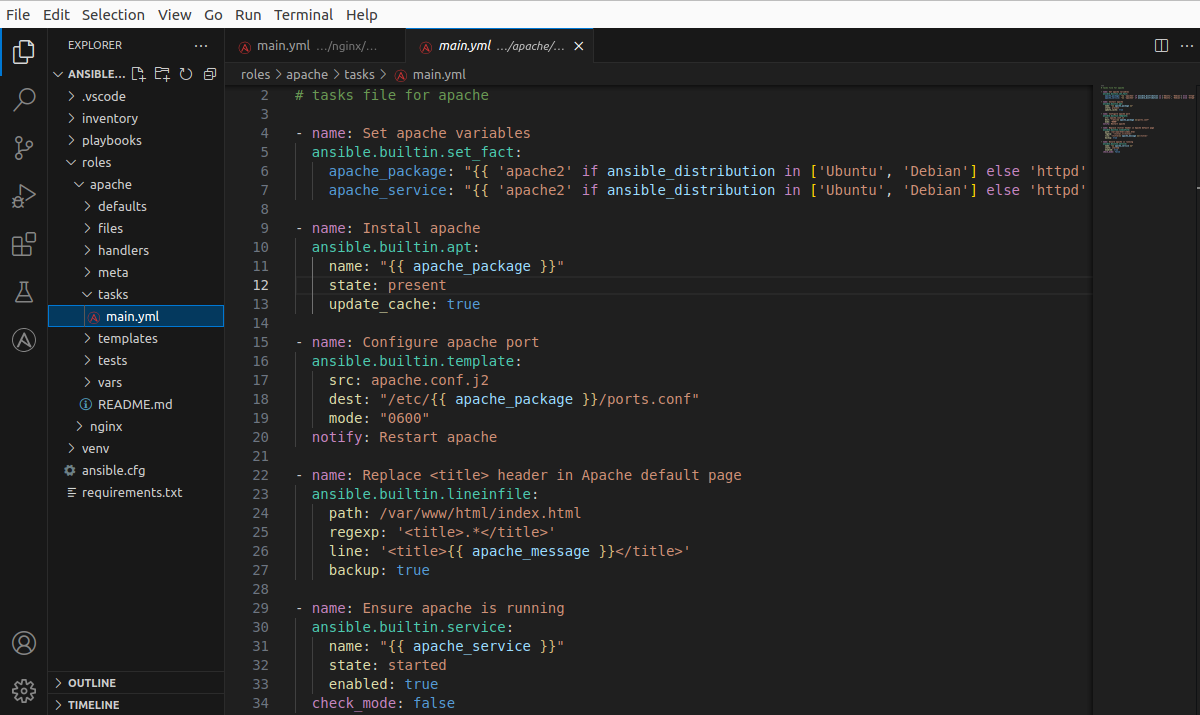 File Edit Selection View Go Run Terminal Help
EXPLORER ...
main.yml .../nginx/...
main.yml .../apache/...
ANSIBLE...
roles > apache > tasks > main.yml
.vscode
inventory
playbooks
roles
apache
defaults
files
handlers
meta
tasks
main.yml
templates
tests
vars
README.md
nginx
venv
ansible.cfg
requirements.txt
OUTLINE
TIMELINE
2 # tasks file for apache
3
4 - name: Set apache variables
5 ansible.builtin.set_fact:
6 apache_package: "{{ 'apache2' if ansible_distribution in ['Ubuntu', 'Debian'] else 'httpd'
7 apache_service: "{{ 'apache2' if ansible_distribution in ['Ubuntu', 'Debian'] else 'httpd'
8
9 - name: Install apache
10 ansible.builtin.apt:
11 name: "{{ apache_package }}"
12 state: present
13 update_cache: true
14
15 - name: Configure apache port
16 ansible.builtin.template:
17 src: apache.conf.j2
18 dest: "/etc/{{ apache_package }}/ports.conf"
19 mode: "0600"
20 notify: Restart apache
21
22 - name: Replace <title> header in Apache default page
23 ansible.builtin.lineinfile:
24 path: /var/www/html/index.html
25 regexp: '<title>.*</title>'
26 line: '<title>{{ apache_message }}</title>'
27 backup: true
28
29 - name: Ensure apache is running
30 ansible.builtin.service:
31 name: "{{ apache_service }}"
32 state: started
33 enabled: true
34 check_mode: false